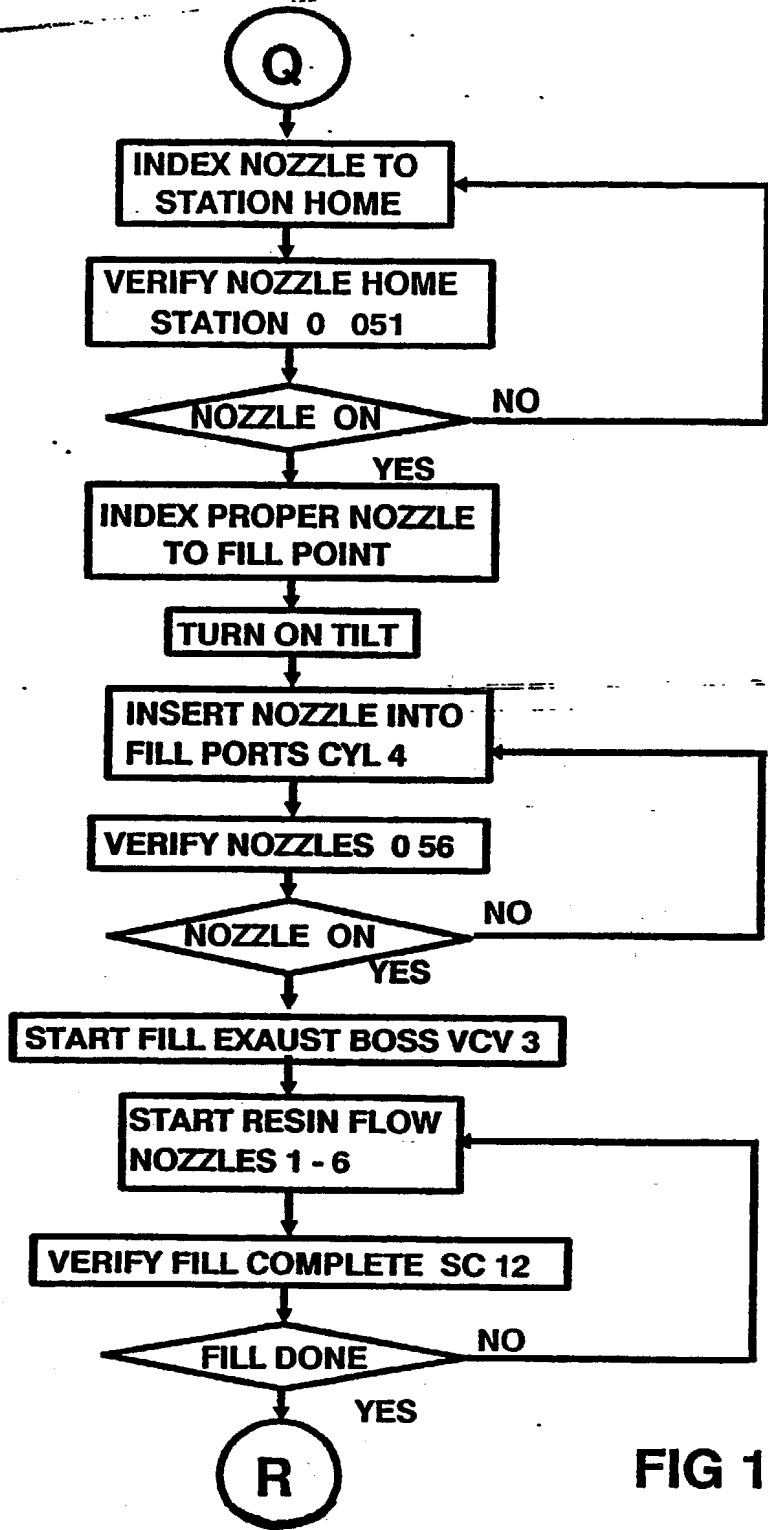 Q
INDEX NOZZLE TO
STATION HOME
VERIFY NOZZLE HOME
STATION 0 051
NOZZLE ON
NO
YES
INDEX PROPER NOZZLE
TO FILL POINT
TURN ON TILT
INSERT NOZZLE INTO
FILL PORTS CYL 4
VERIFY NOZZLES 0 56
NOZZLE ON
NO
YES
START FILL EXAUST BOSS VCV 3
START RESIN FLOW
NOZZLES 1 - 6
VERIFY FILL COMPLETE SC 12
FILL DONE
NO
YES
R
FIG 1